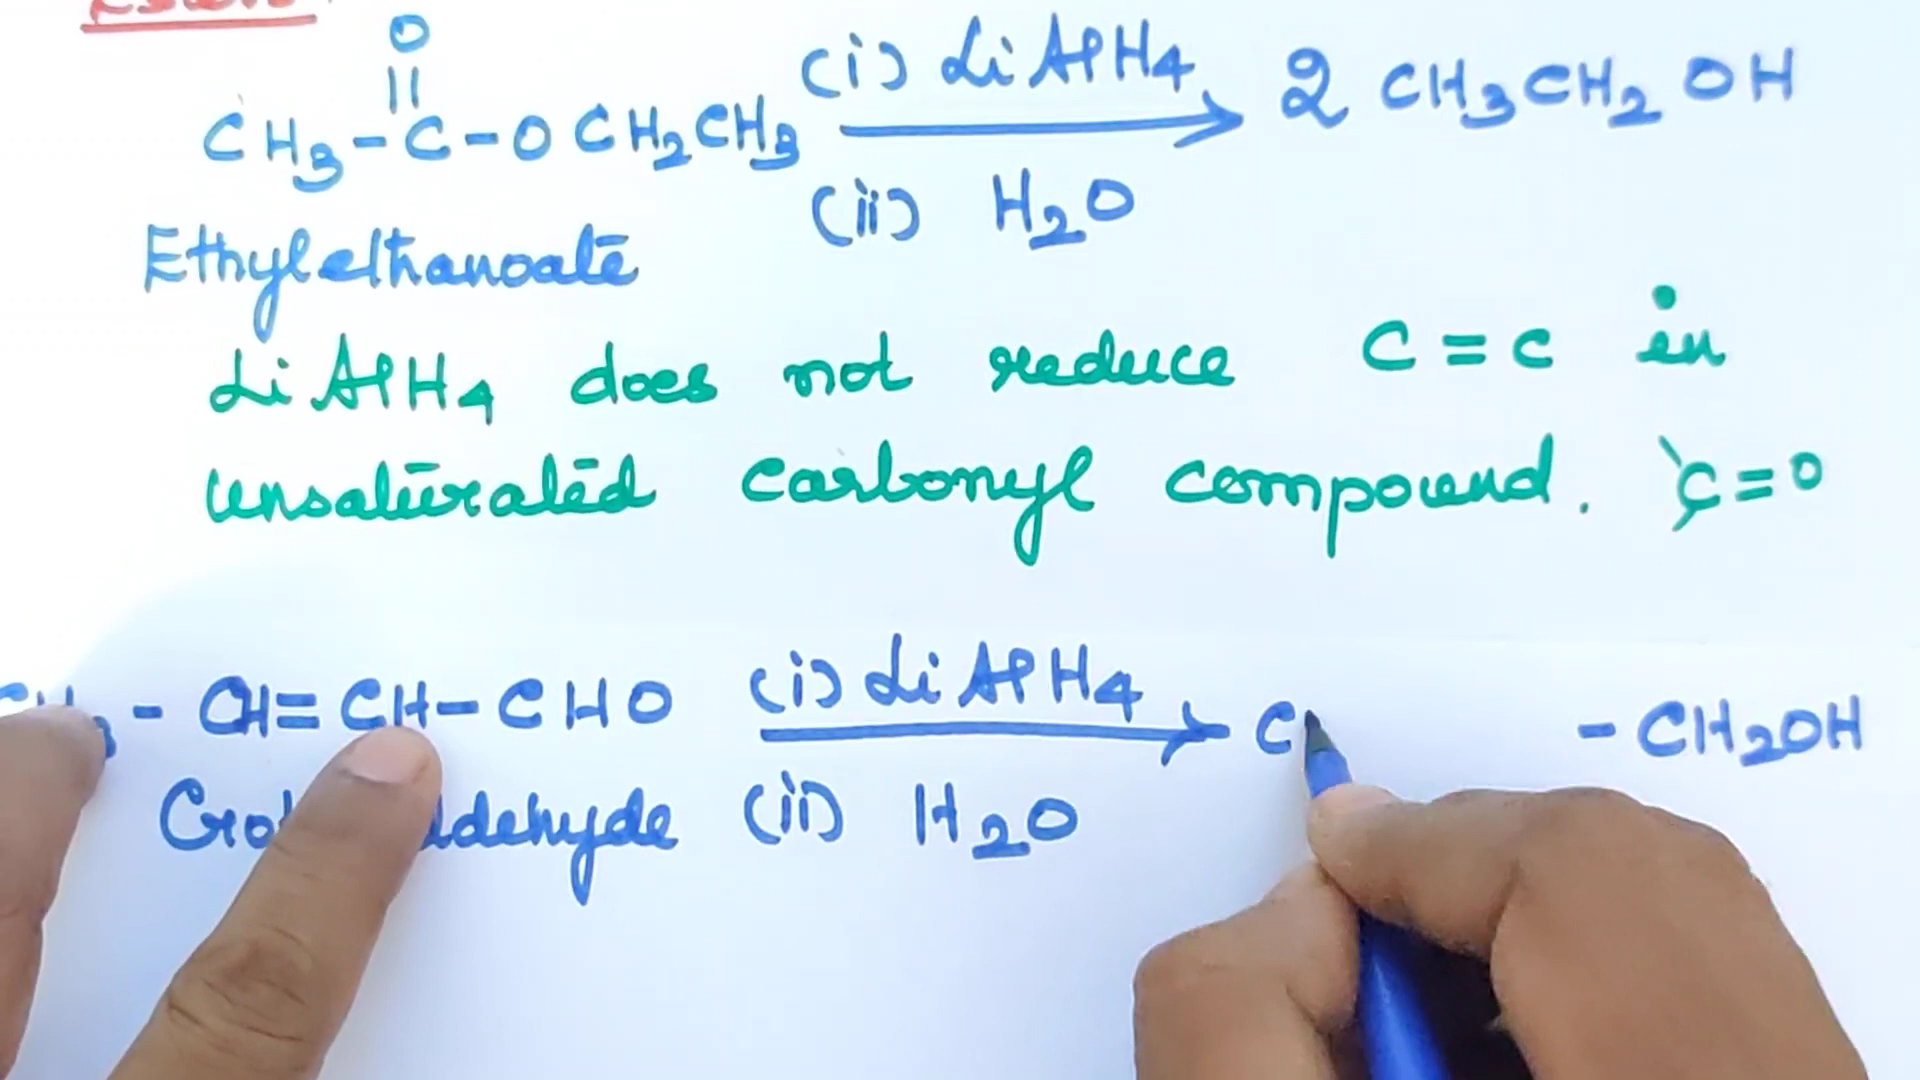 O
||
CH3-C-OCH2CH3 (i) LiAlH4 → 2 CH3CH2OH
(ii) H2O
Ethylethanoate
LiAlH4 does not reduce C=C in
unsaturated carbonyl compound. C=O
- CH=CH-CHO (i) LiAlH4 → C - CH2OH
(ii) H2O